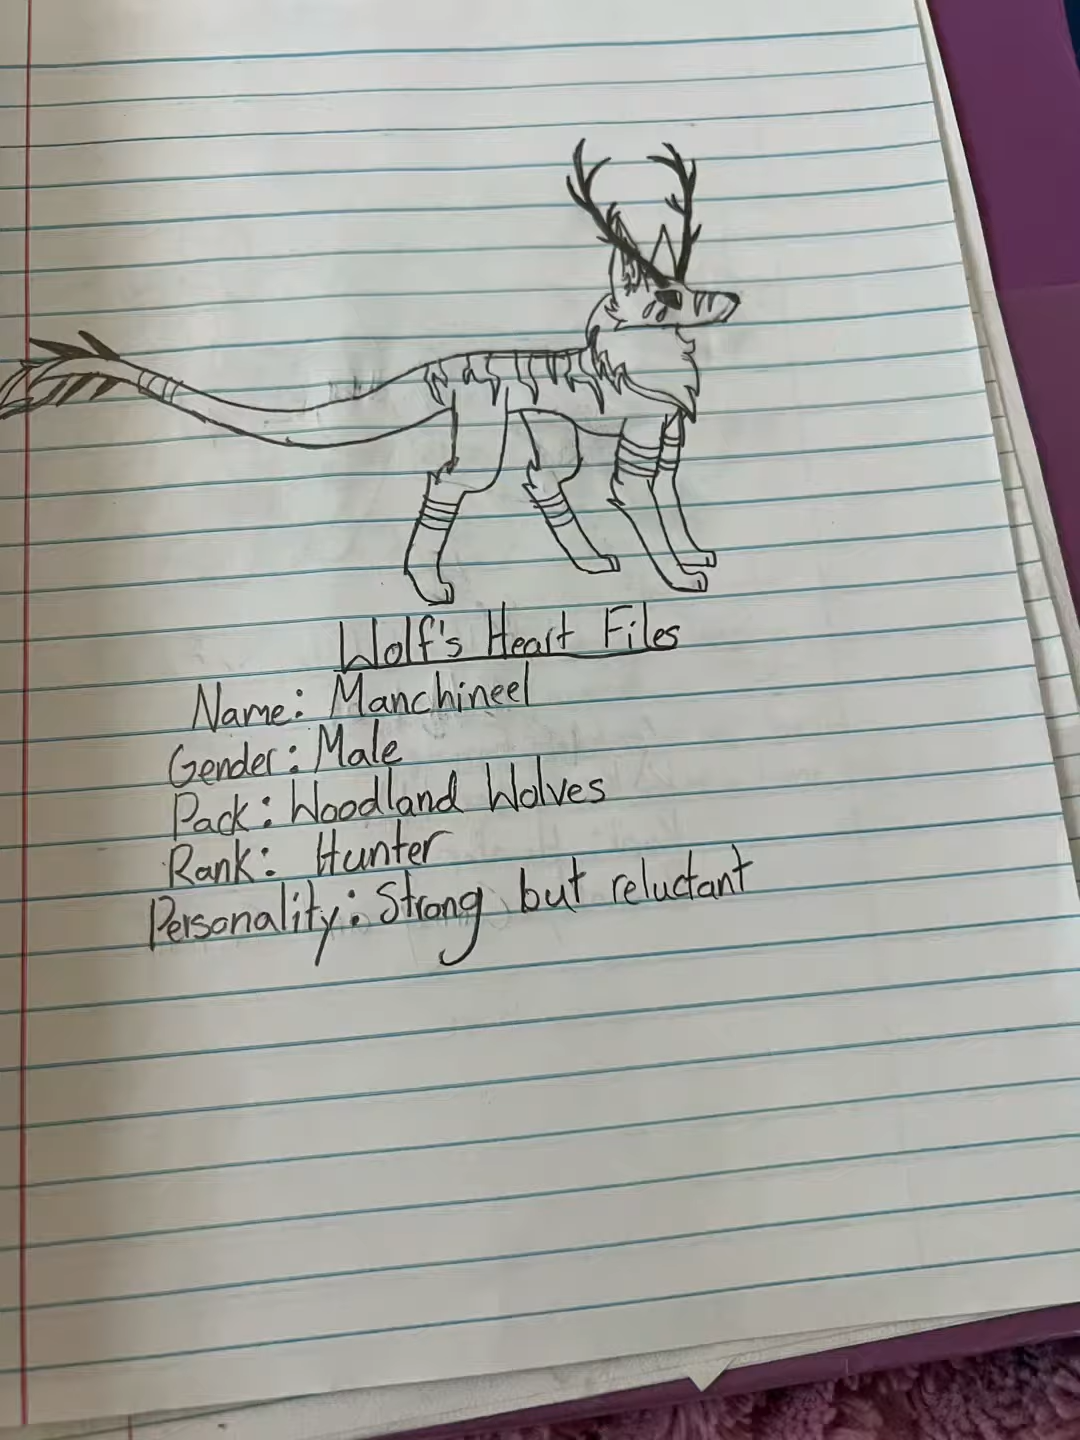 Wolf's Heart Files
Name: Manchineel
Gender: Male
Pack: Woodland Wolves
Rank: Hunter
Personality: Strong but reluctant